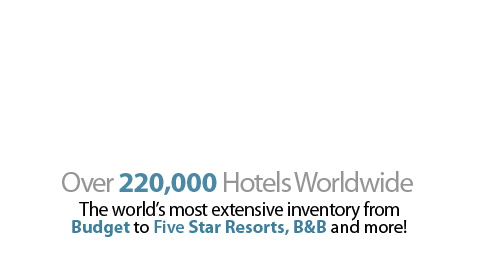 Over 220,000 Hotels Worldwide
The world's most extensive inventory from
Budget to Five Star Resorts, B&B and more!